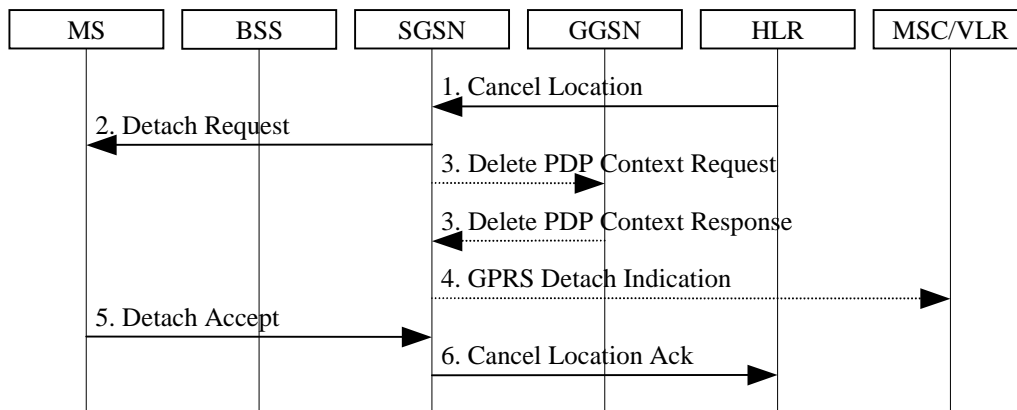 MS
BSS
SGSN
GGSN
HLR
MSC/VLR
1. Cancel Location
2. Detach Request
3. Delete PDP Context Request
3. Delete PDP Context Response
4. GPRS Detach Indication
5. Detach Accept
6. Cancel Location Ack